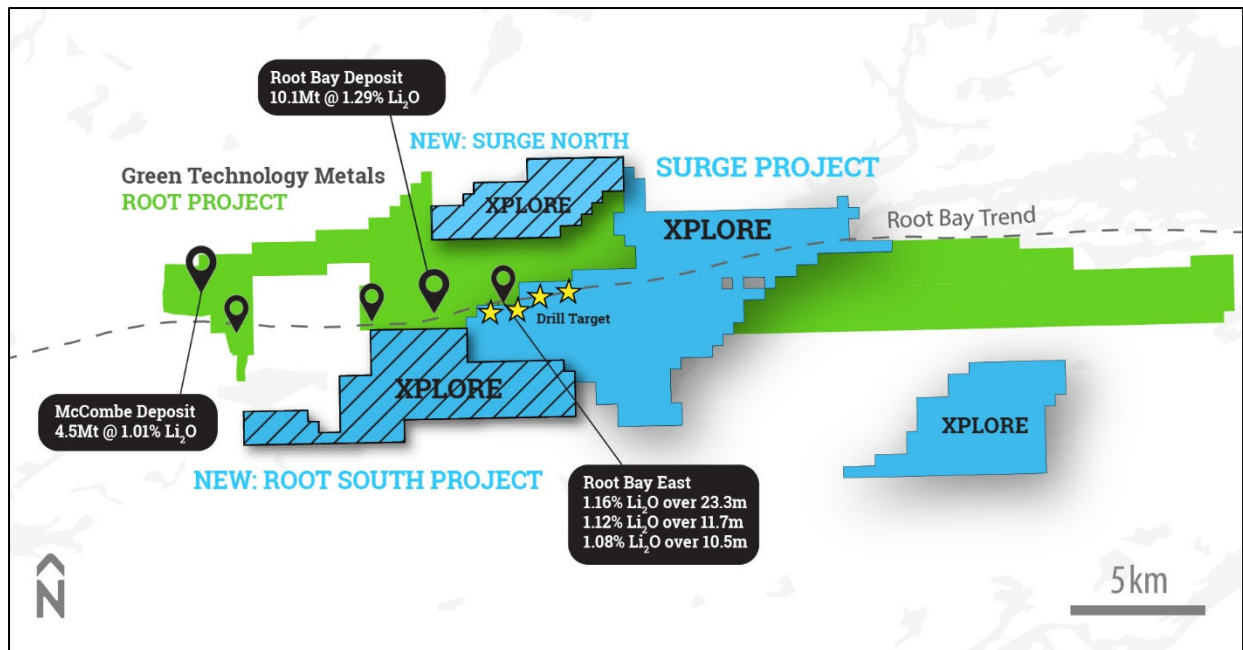 Root Bay Deposit
10.1Mt @ 1.29% Li₂O
NEW: SURGE NORTH
SURGE PROJECT
Green Technology Metals
ROOT PROJECT
XPLORE
XPLORE
Root Bay Trend
Drill Target
XPLORE
McCombe Deposit
4.5Mt @ 1.01% Li₂O
XPLORE
NEW: ROOT SOUTH PROJECT
Root Bay East
1.16% Li₂O over 23.3m
1.12% Li₂O over 11.7m
1.08% Li₂O over 10.5m
5km
N